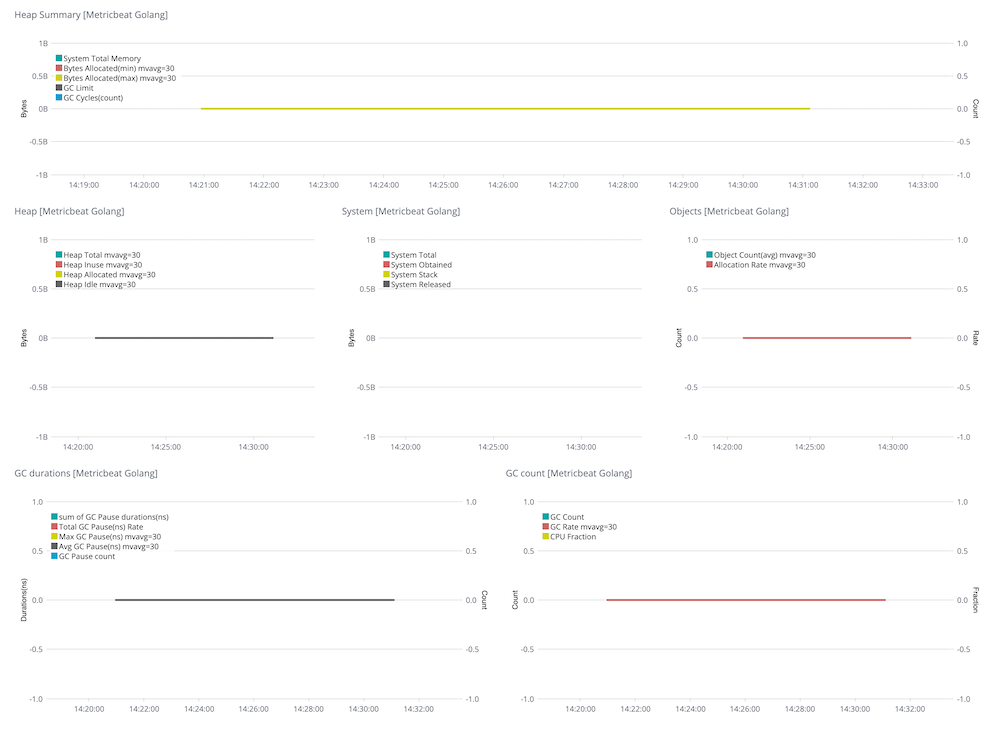 Heap Summary [Metricbeat Golang]
1B
1.0
System Total Memory
Bytes Allocated(min) mvavg=30
0.5B
0.5
Bytes Allocated(max) mvavg=30
GC Limit
GC Cycles(count)
Bytes
0B
0.0
Count
-0.5B
-0.5
-1B
-1.0
14:19:00 14:20:00 14:21:00 14:22:00 14:23:00 14:24:00 14:25:00 14:26:00 14:27:00 14:28:00 14:29:00 14:30:00 14:31:00 14:32:00 14:33:00
Heap [Metricbeat Golang]
1B
Heap Total mvavg=30
Heap Inuse mvavg=30
Heap Allocated mvavg=30
Heap Idle mvavg=30
0.5B
Bytes
0B
-0.5B
-1B
14:20:00 14:25:00 14:30:00
System [Metricbeat Golang]
1B
System Total
System Obtained
System Stack
System Released
0.5B
Bytes
0B
-0.5B
-1B
14:20:00 14:25:00 14:30:00
Objects [Metricbeat Golang]
1.0
1.0
Object Count(avg) mvavg=30
Allocation Rate mvavg=30
0.5
0.5
Count
0.0
0.0
Rate
-0.5
-0.5
-1.0
-1.0
14:20:00 14:25:00 14:30:00
GC durations [Metricbeat Golang]
1.0
1.0
sum of GC Pause durations(ns)
Total GC Pause(ns) Rate
Max GC Pause(ns) mvavg=30
Avg GC Pause(ns) mvavg=30
0.5
0.5
GC Pause count
Durations(ns)
0.0
0.0
Count
-0.5
-0.5
-1.0
-1.0
14:20:00 14:22:00 14:24:00 14:26:00 14:28:00 14:30:00 14:32:00
GC count [Metricbeat Golang]
1.0
1.0
GC Count
GC Rate mvavg=30
CPU Fraction
0.5
0.5
Count
0.0
0.0
Fraction
-0.5
-0.5
-1.0
-1.0
14:20:00 14:22:00 14:24:00 14:26:00 14:28:00 14:30:00 14:32:00